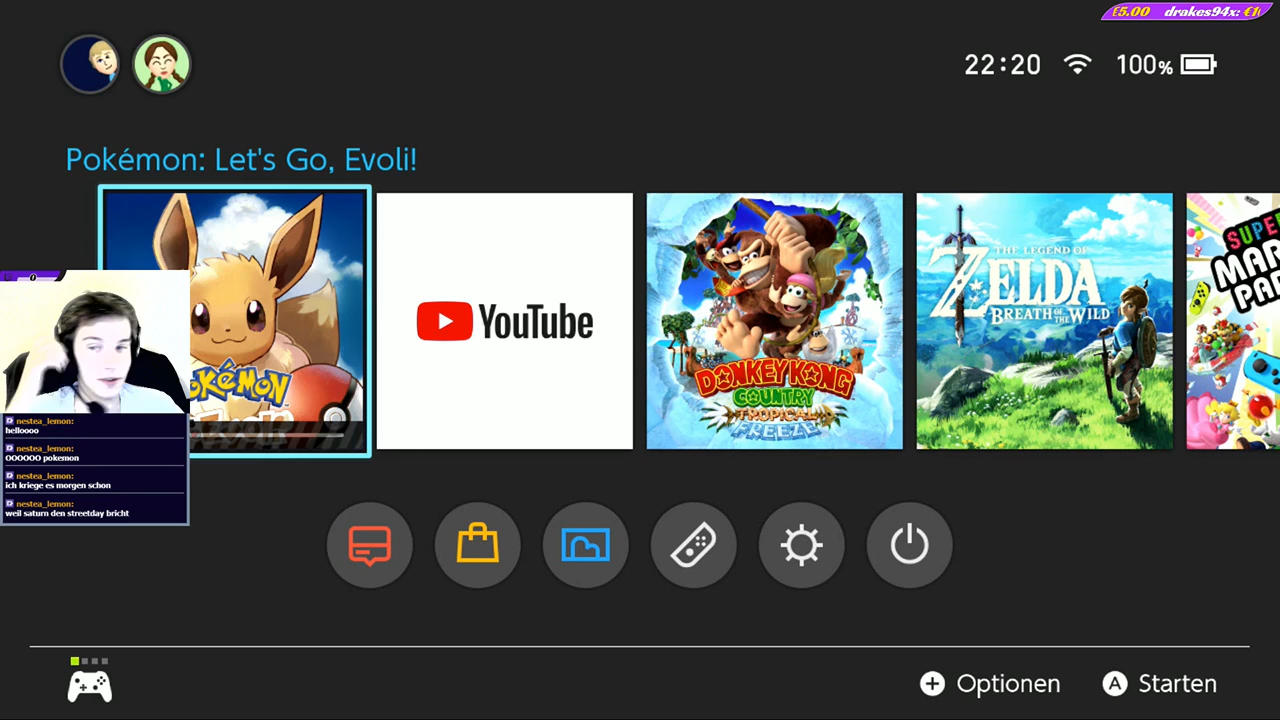 £5.00 drakes94x:
22:20 100%
Pokémon: Let's Go, Evoli!
YouTube
DONKEY KONG
COUNTRY
TROPICAL
FREEZE
THE LEGEND OF
ZELDA
BREATH OF THE WILD
nestea_lemon:
helloooo
nestea_lemon:
OOOOOO pokemon
nestea_lemon:
ich kriege es morgen schon
nestea_lemon:
weil saturn den streetday bricht
Optionen
Starten